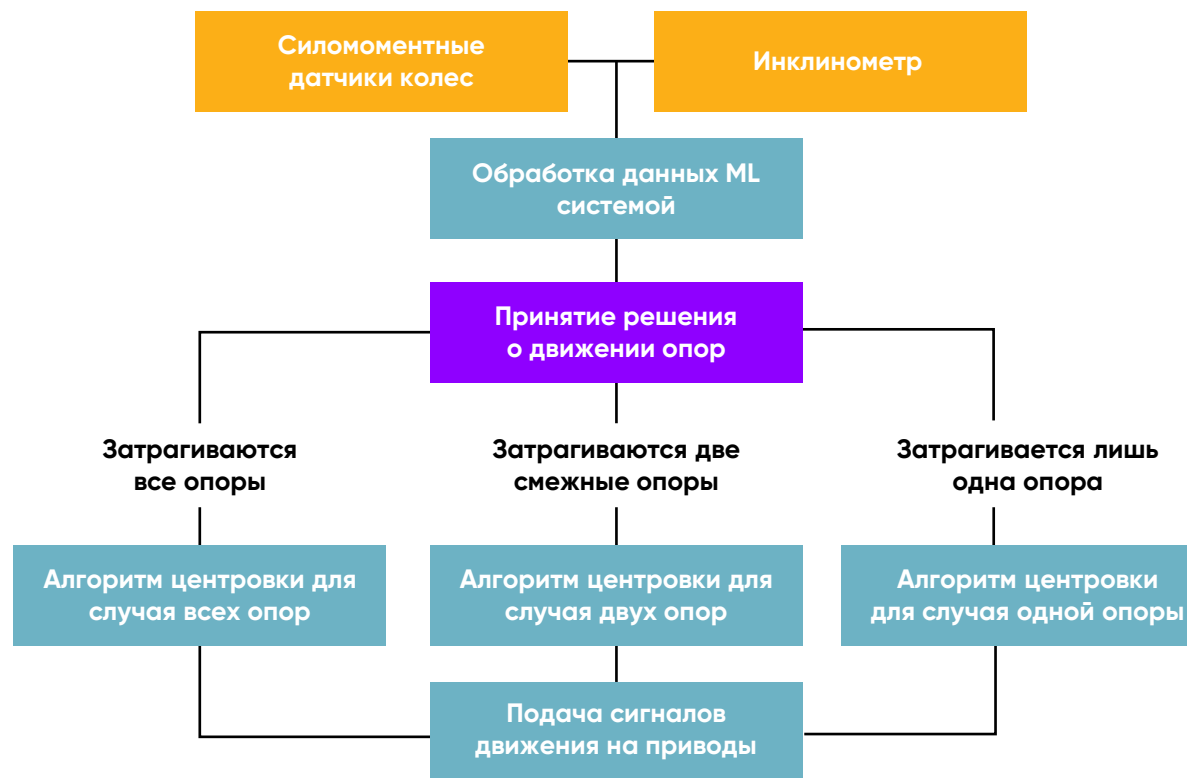 Силомоментные
датчики колес
Инклинометр
Обработка данных ML
системой
Принятие решения
о движении опор
Затрагиваются
все опоры
Затрагиваются две
смежные опоры
Затрагивается лишь
одна опора
Алгоритм центровки для
случая всех опор
Алгоритм центровки для
случая двух опор
Алгоритм центровки
для случая одной опоры
Подача сигналов
движения на приводы